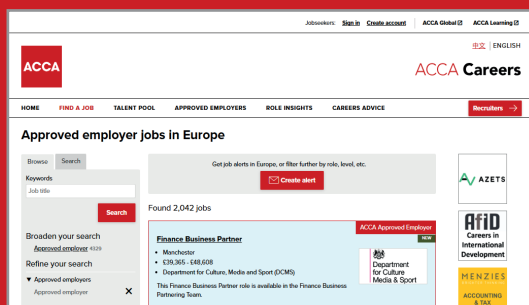 Jobseekers: Sign in Create account ACCA Global ACCA Learning
中文 | ENGLISH
ACCA
ACCA Careers
HOME FIND A JOB TALENT POOL APPROVED EMPLOYERS ROLE INSIGHTS CAREERS ADVICE Recruiters →
Approved employer jobs in Europe
Browse Search
Keywords
Job title
Search
Broaden your search
Approved employer 4129
Refine your search
▼ Approved employers
Approved employer X
Get job alerts in Europe, or filter further by role, level, etc.
Create alert
Found 2,042 jobs
ACCA Approved Employer
NEW
Finance Business Partner
• Manchester
• £39,365 - £48,608
• Department for Culture, Media and Sport (DCMS)
This Finance Business Partner role is available in the Finance Business
Partnering Team.
Department
for Culture
Media & Sport
AZETS
AfiD
Careers in
International
Development
MENZIES
ACCOUNTING
& TAX